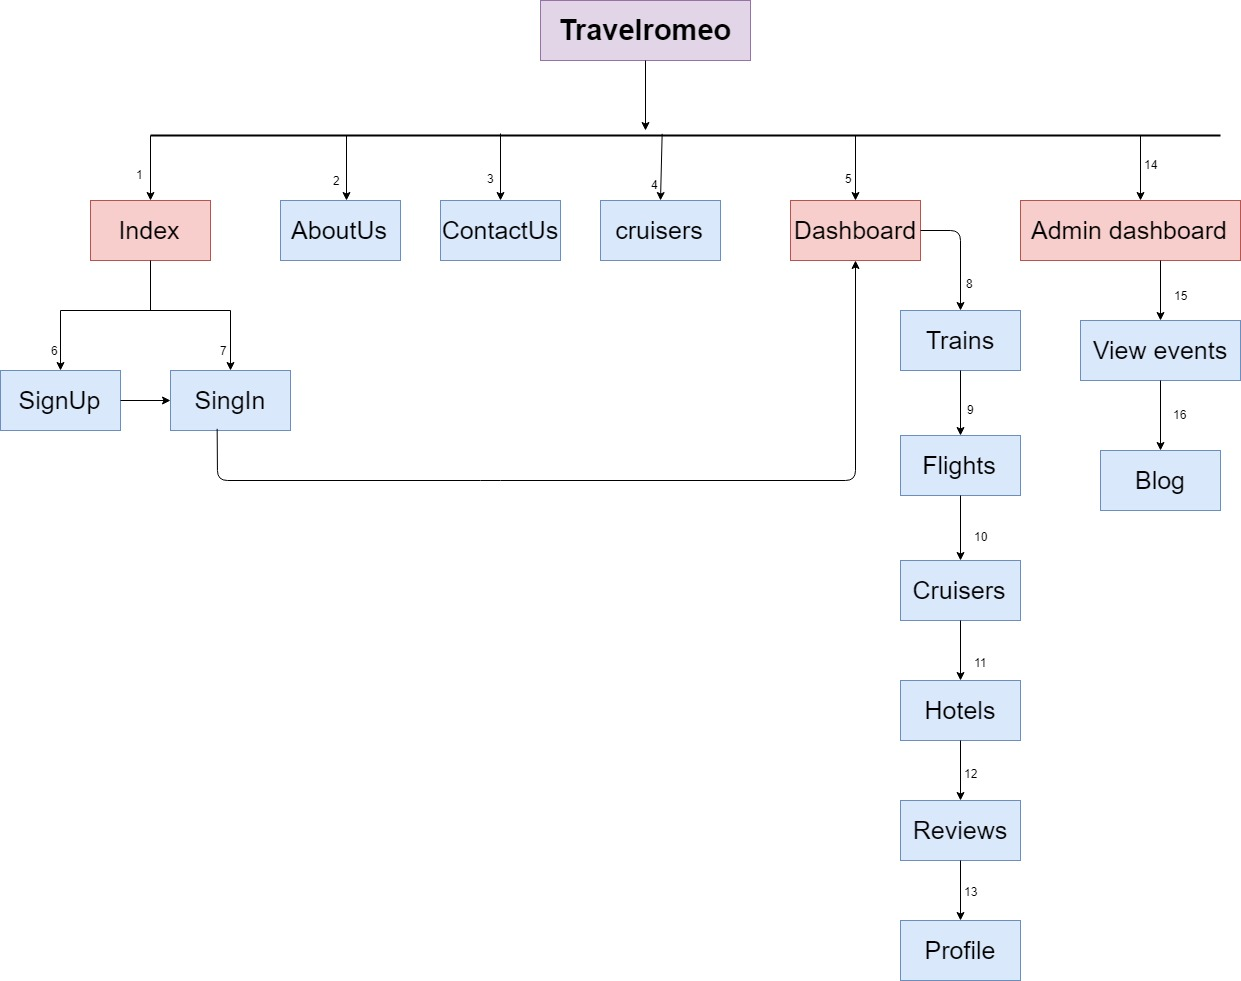 Travelromeo
1
2
3
4
5
14
Index
AboutUs
ContactUs
cruisers
Dashboard
Admin dashboard
8
15
6
7
Trains
View events
SignUp
SingIn
9
16
Flights
Blog
10
Cruisers
11
Hotels
12
Reviews
13
Profile